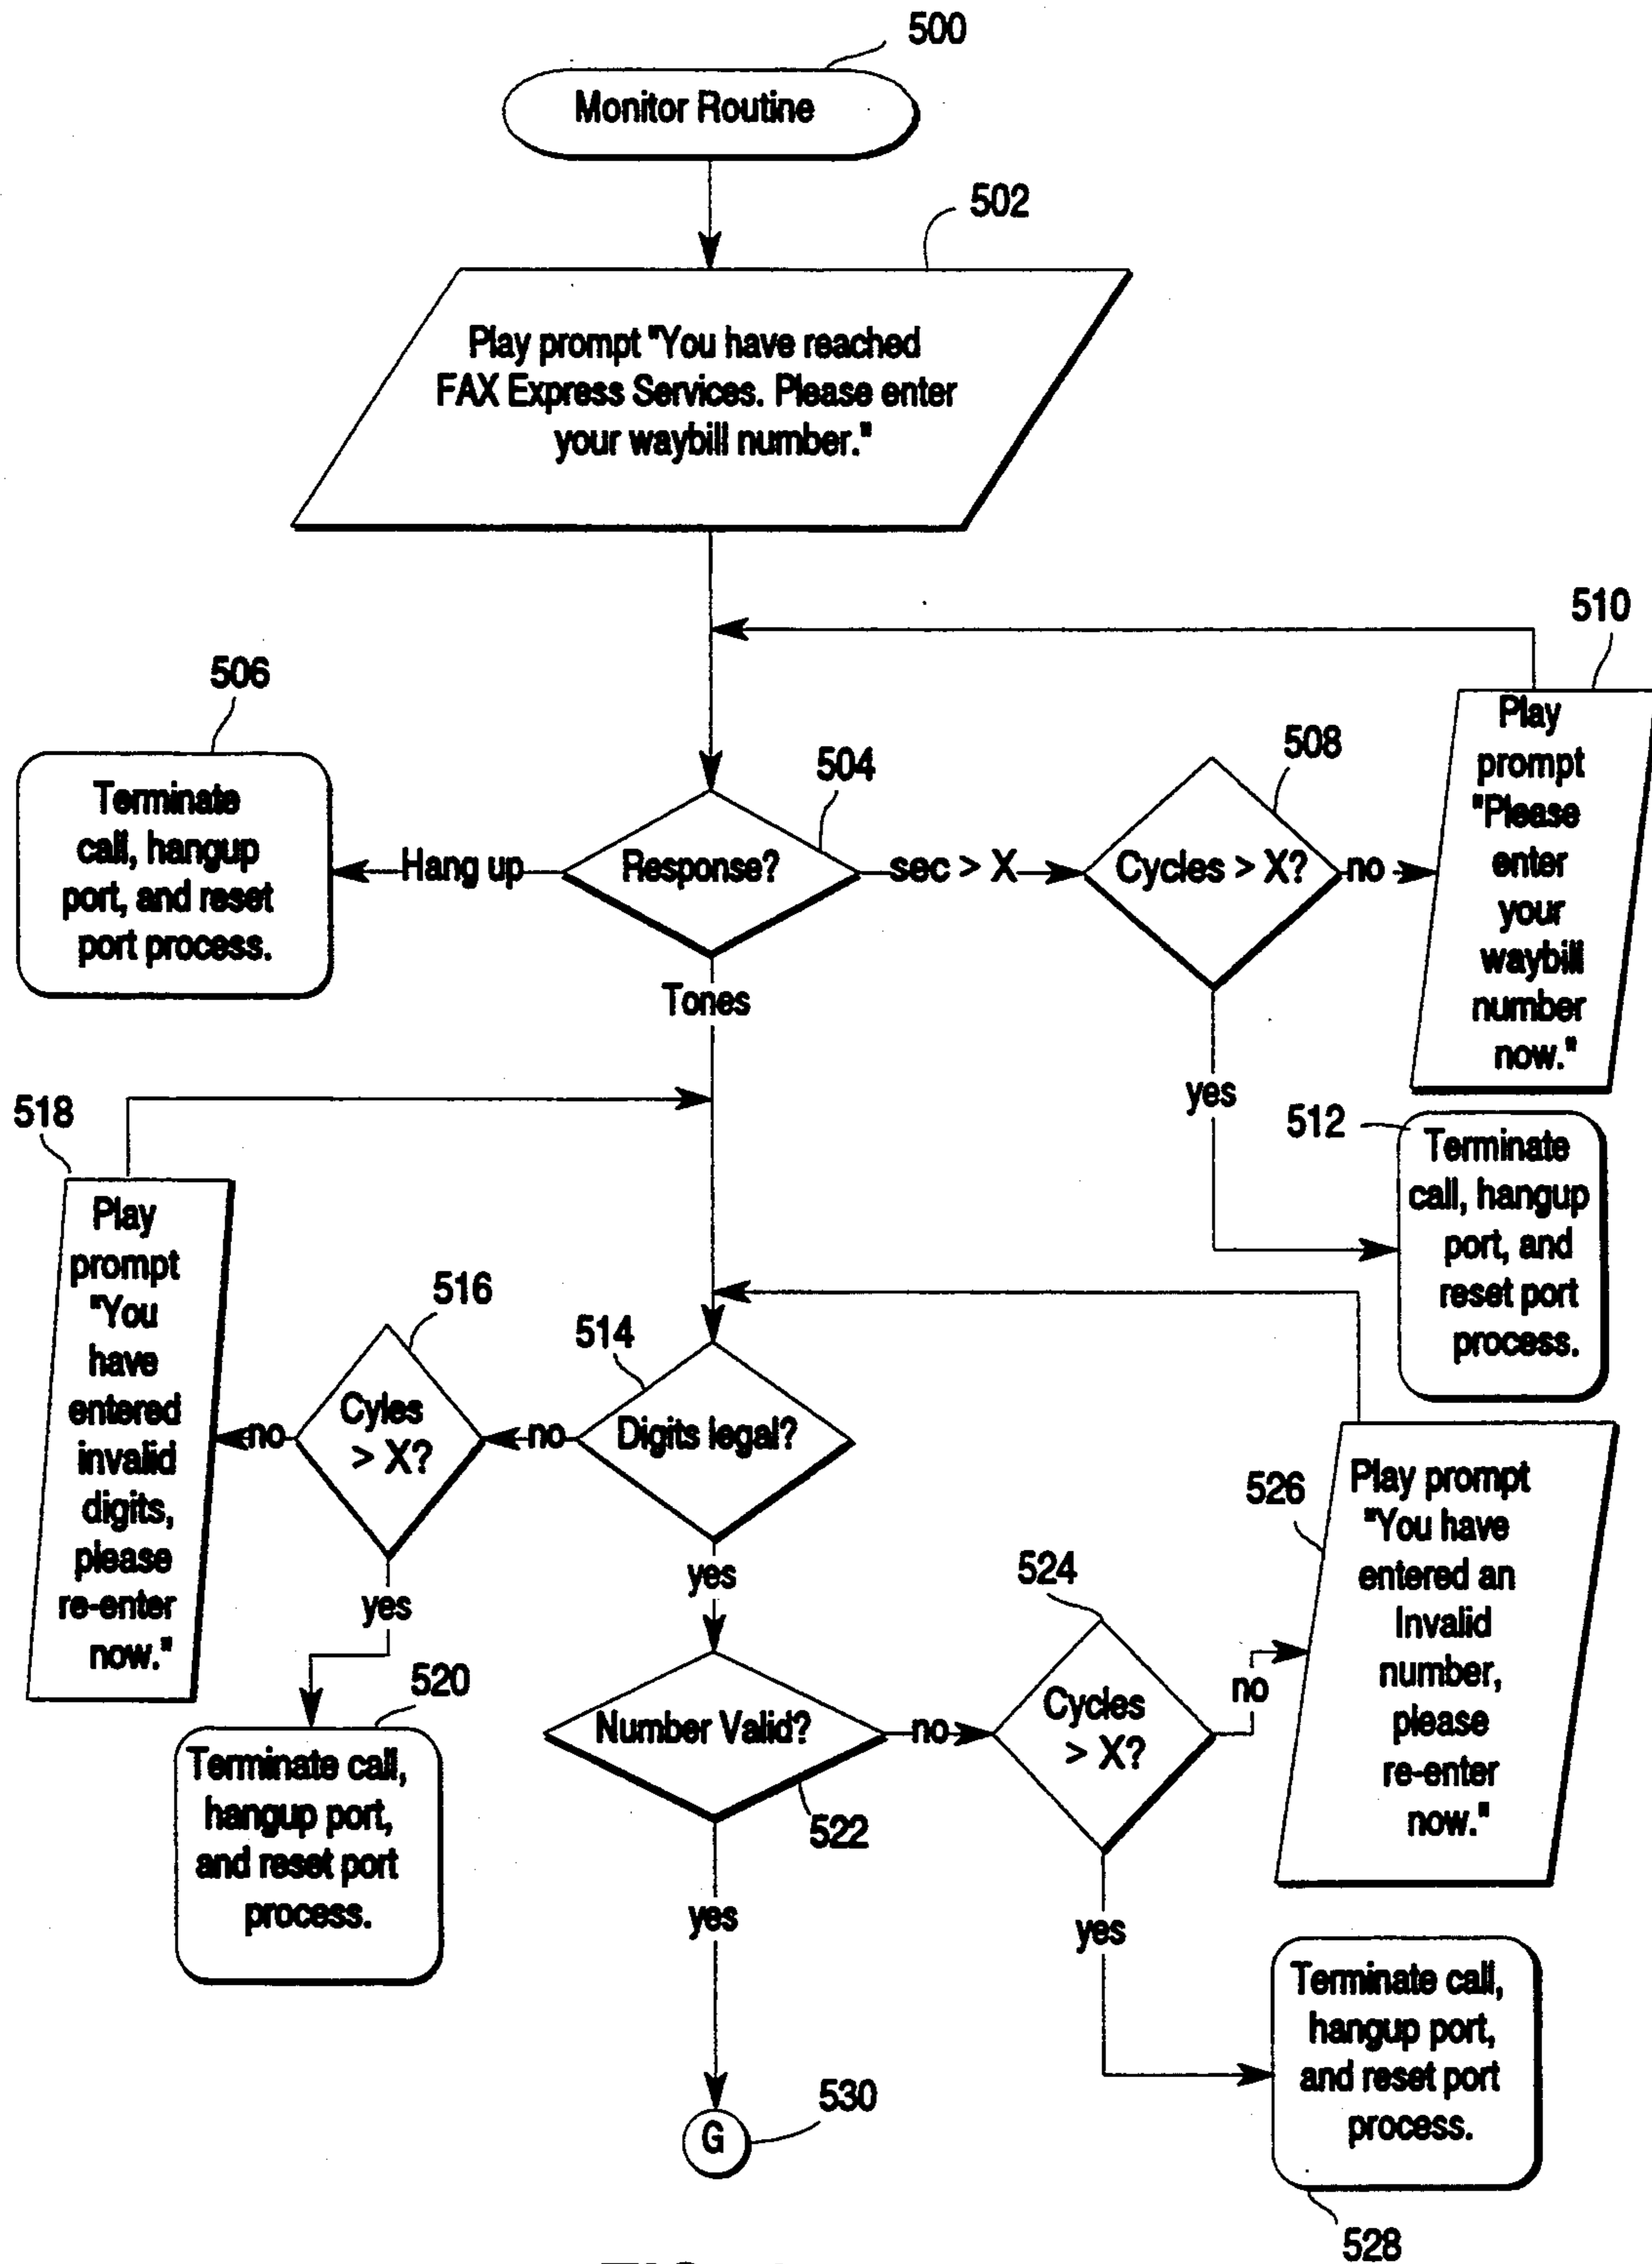 500
Monitor Routine
502
Play prompt "You have reached
FAX Express Services. Please enter
your waybill number."
510
506
Play
prompt
"Please
enter
your
waybill
number
now."
508
504
Terminate
call, hangup
port, and reset
port process.
Hang up
Response?
sec > X
Cycles > X?
no
Tones
yes
518
512
Terminate
call, hangup
port, and
reset port
process.
Play
prompt
"You
have
entered
invalid
digits,
please
re-enter
now."
516
514
Cyles
> X?
no
no
Digits legal?
yes
yes
526
Play prompt
"You have
entered an
Invalid
number,
please
re-enter
now."
524
520
Number Valid?
no
Cycles
> X?
no
Terminate call,
hangup port,
and reset port
process.
522
yes
yes
Terminate call,
hangup port,
and reset port
process.
G
530
528